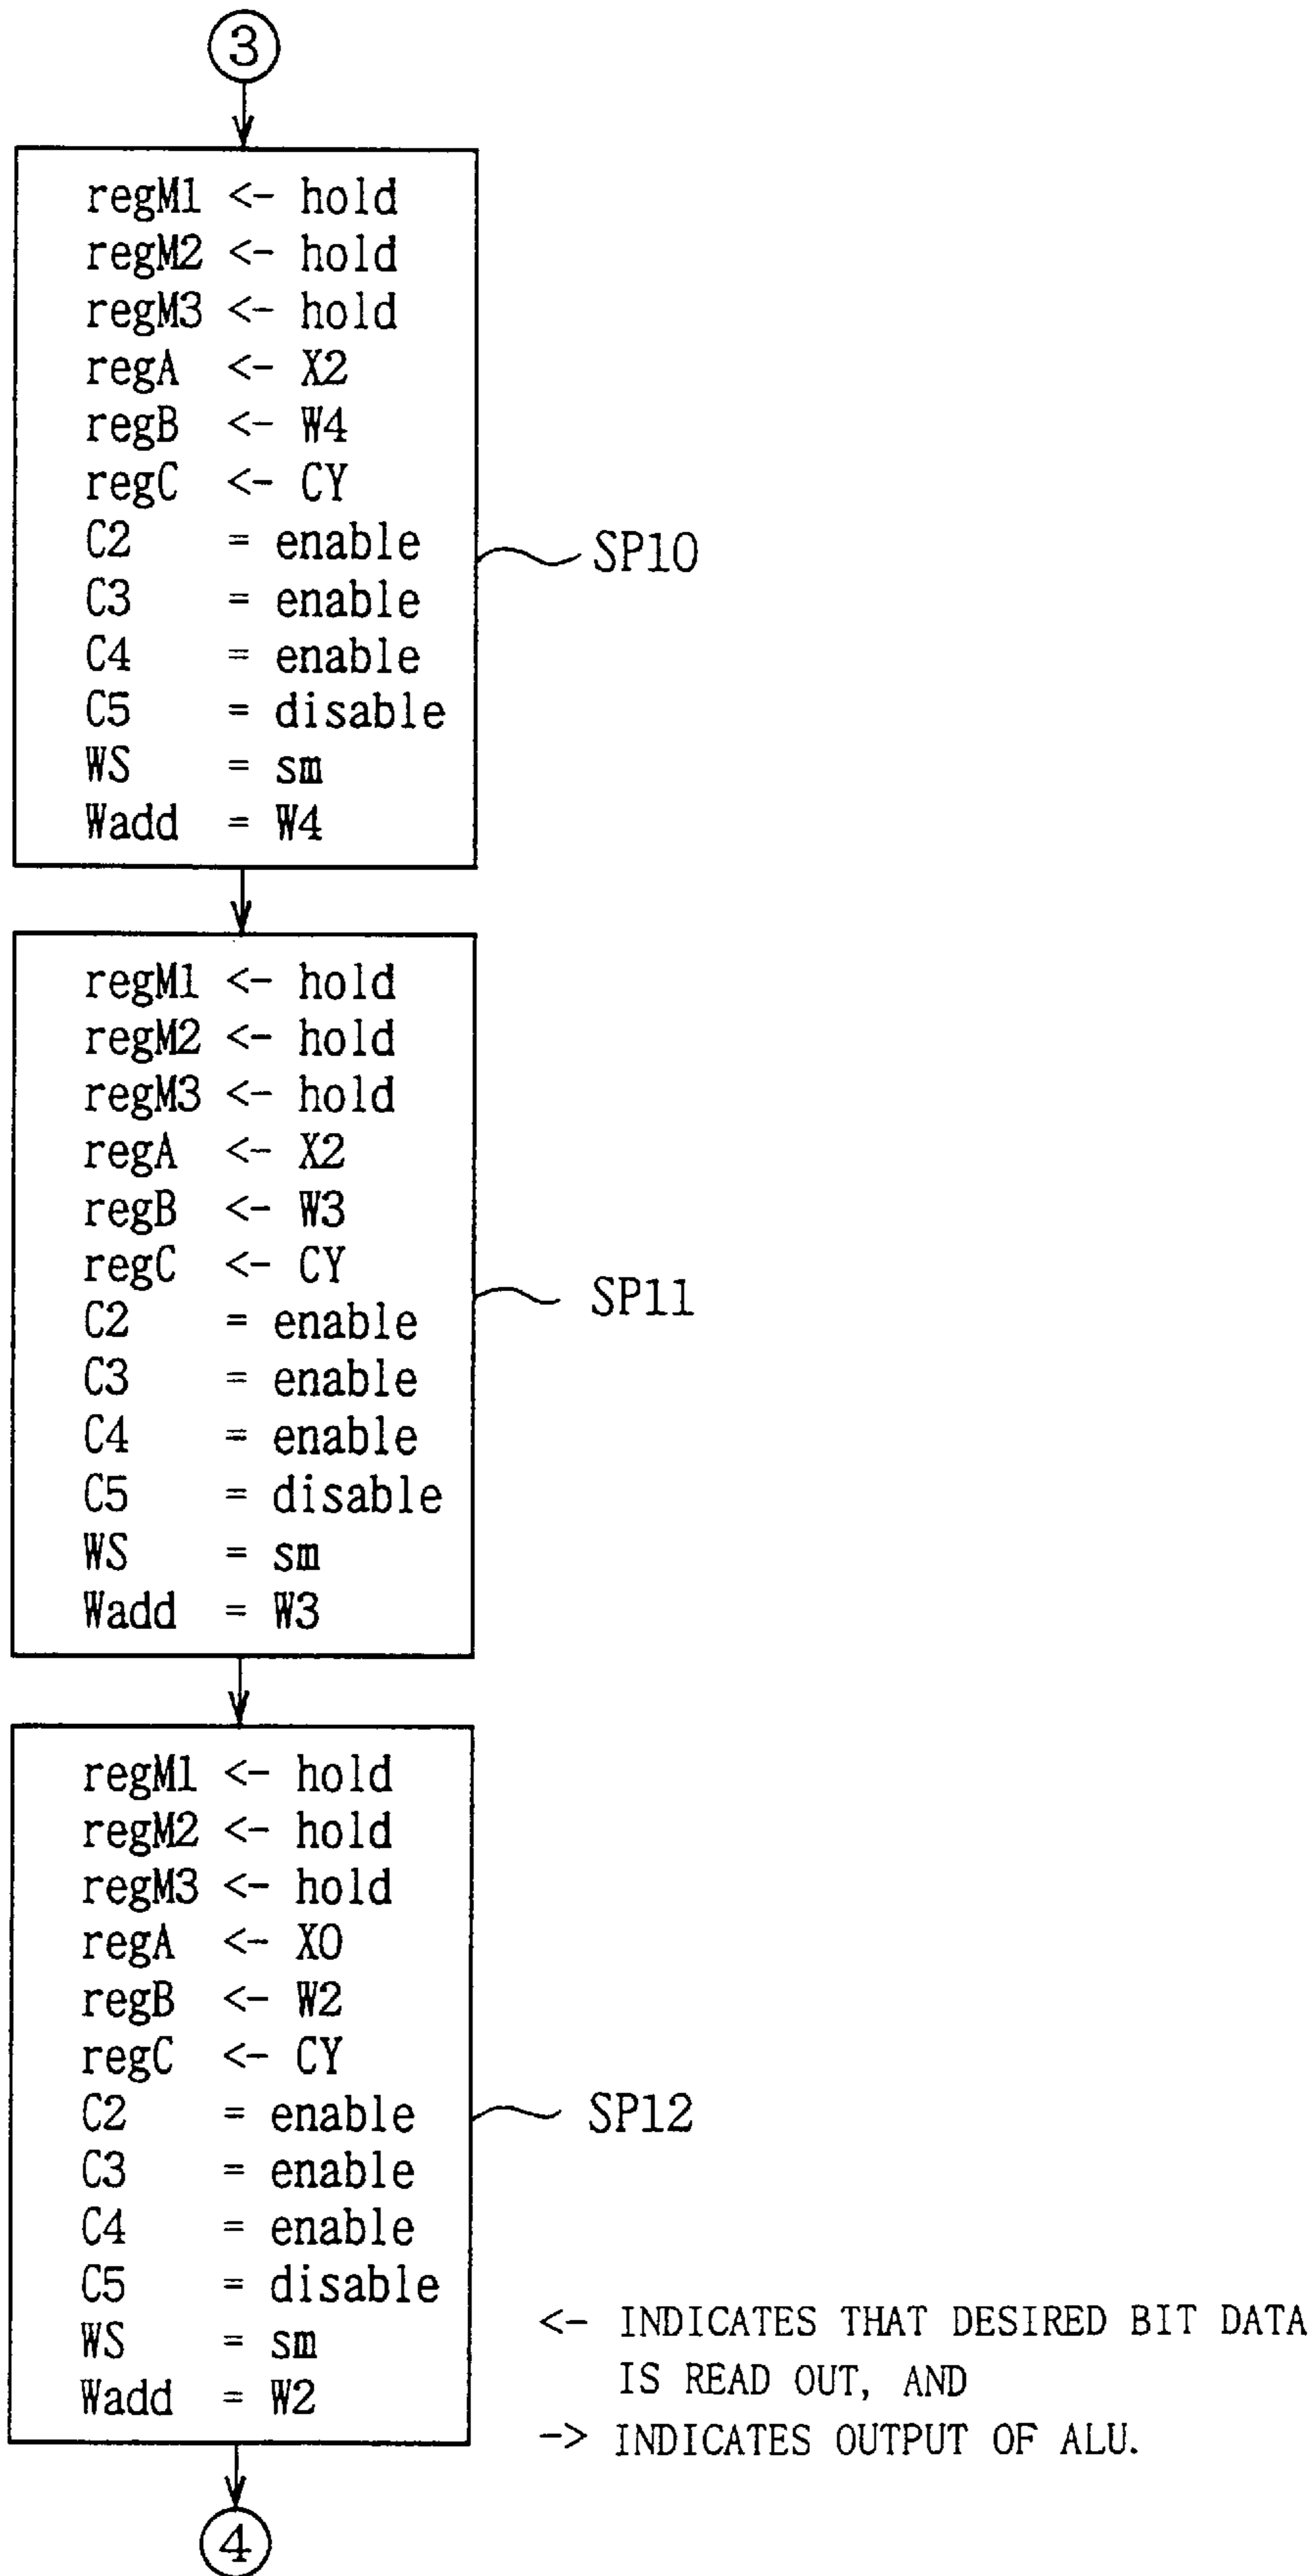 3
regM1 <- hold
regM2 <- hold
regM3 <- hold
regA <- X2
regB <- W4
regC <- CY
C2 = enable
C3 = enable
C4 = enable
C5 = disable
WS = sm
Wadd = W4
SP10
regM1 <- hold
regM2 <- hold
regM3 <- hold
regA <- X2
regB <- W3
regC <- CY
C2 = enable
C3 = enable
C4 = enable
C5 = disable
WS = sm
Wadd = W3
SP11
regM1 <- hold
regM2 <- hold
regM3 <- hold
regA <- X0
regB <- W2
regC <- CY
C2 = enable
C3 = enable
C4 = enable
C5 = disable
WS = sm
Wadd = W2
SP12
<- INDICATES THAT DESIRED BIT DATA
IS READ OUT, AND
-> INDICATES OUTPUT OF ALU.
4